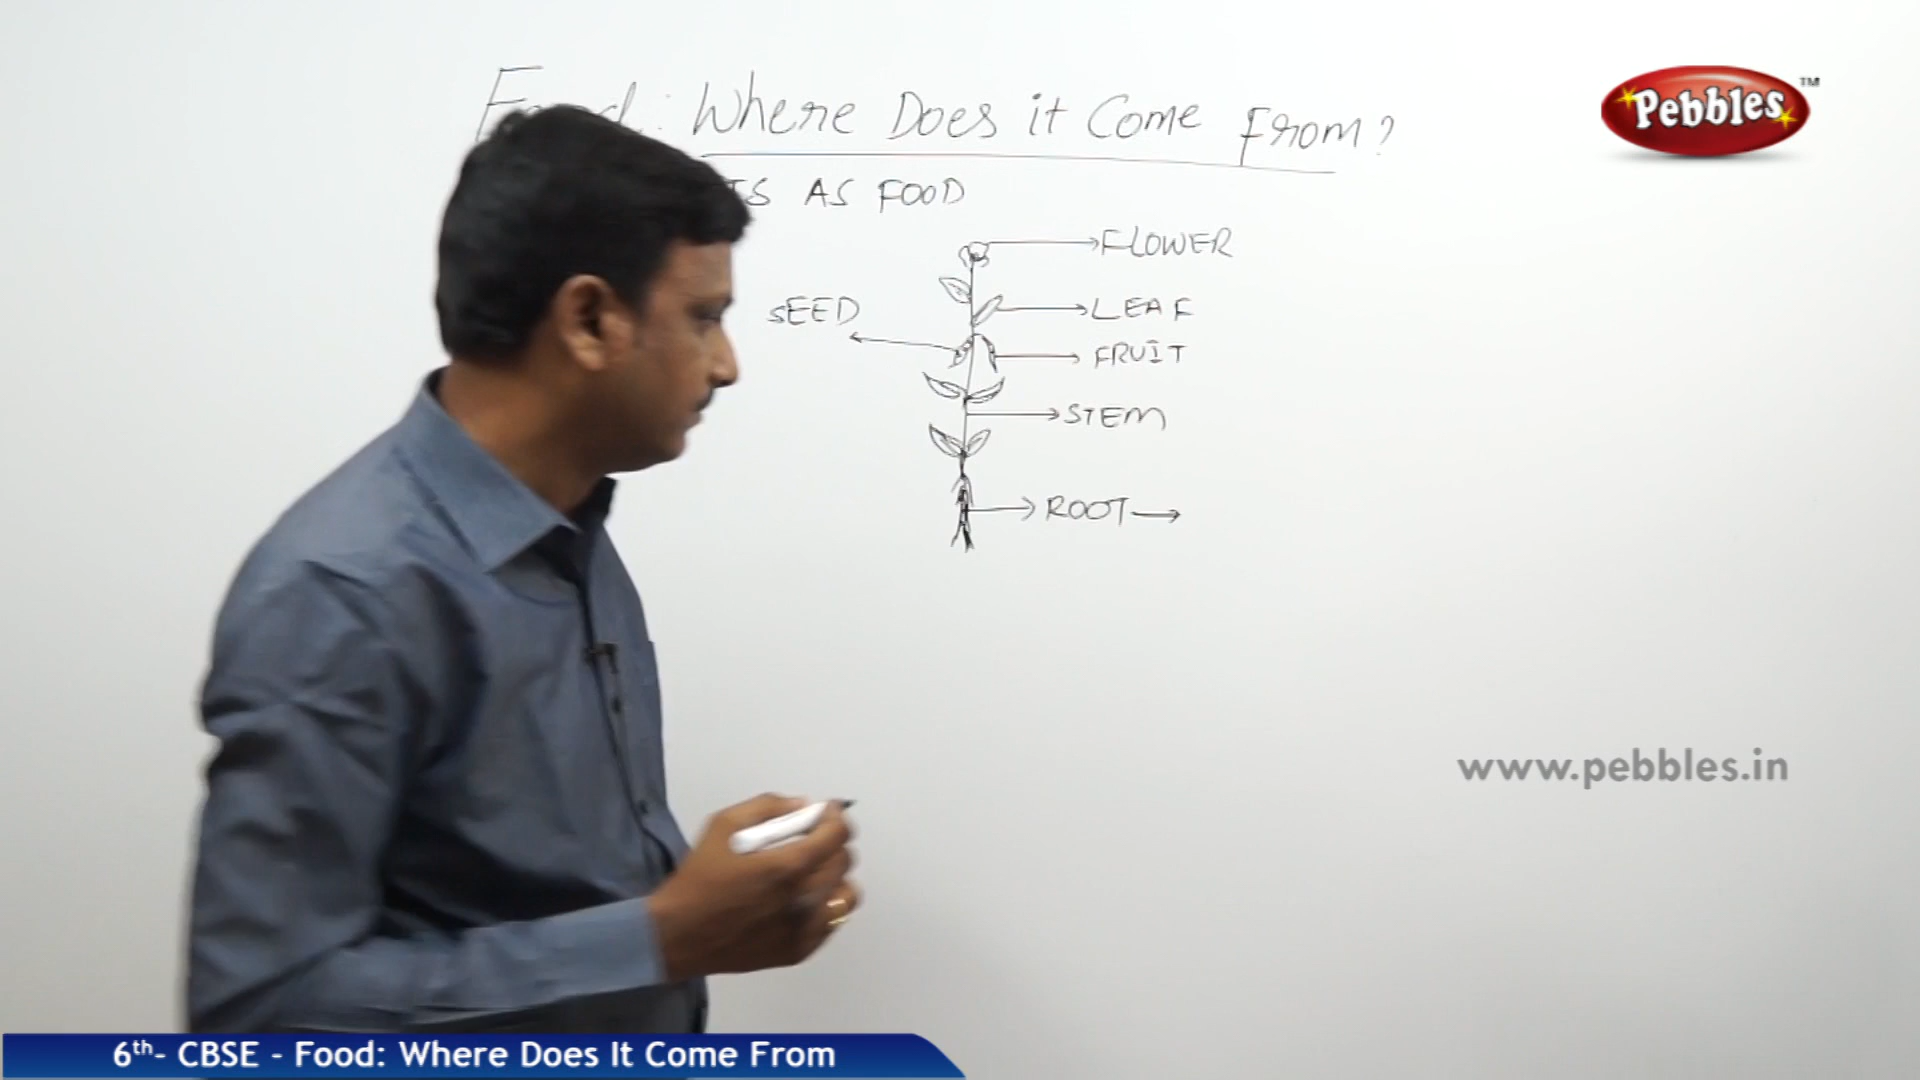 Where Does it Come From?
AS FOOD
FLOWER
SEED
LEAF
FRUIT
STEM
ROOT
Pebbles™
www.pebbles.in
6th- CBSE - Food: Where Does It Come From